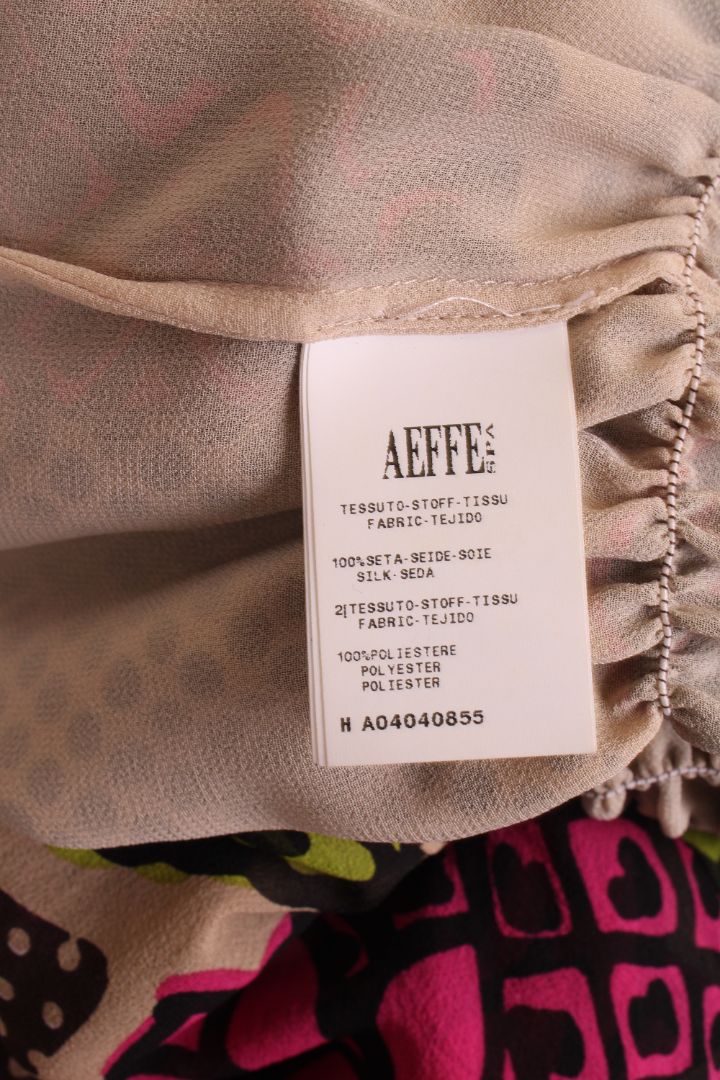 AEFFE SPA
TESSUTO-STOFF-TISSU
FABRIC-TEJIDO
100%SETA-SEIDE-SOIE
SILK-SEDA
2[TESSUTO-STOFF-TISSU
FABRIC-TEJIDO
100%POLIESTERE
POLYESTER
POLIESTER
H A04040855